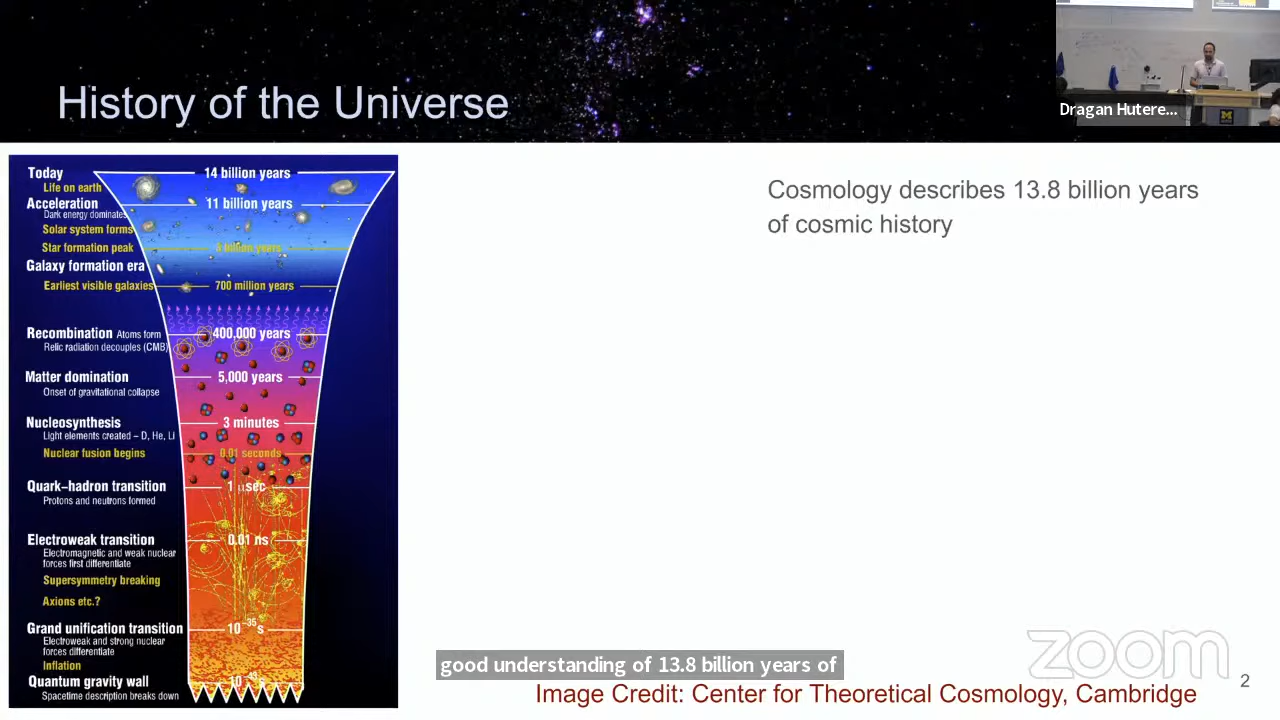 History of the Universe
Dragan Hutere...
Today
14 billion years
Life on earth
Acceleration
11 billion years
Dark energy dominates
Solar system forms
Star formation peak
billion years
Galaxy formation era
Earliest visible galaxies
700 million years
Recombination Atoms form
400,000 years
Relic radiation decouples (CMB)
Matter domination
5,000 years
Onset of gravitational collapse
Nucleosynthesis
3 minutes
Light elements created – D, He, Li
Nuclear fusion begins
0.01 seconds
Quark–hadron transition
1 µsec
Protons and neutrons formed
Electroweak transition
0.01 ns
Electromagnetic and weak nuclear
forces first differentiate
Supersymmetry breaking
Axions etc.?
Grand unification transition
10⁻³⁵ s
Electroweak and strong nuclear
forces differentiate
Inflation
Quantum gravity wall
Spacetime description breaks down
Cosmology describes 13.8 billion years
of cosmic history
good understanding of 13.8 billion years of
zoom
Image Credit: Center for Theoretical Cosmology, Cambridge
2